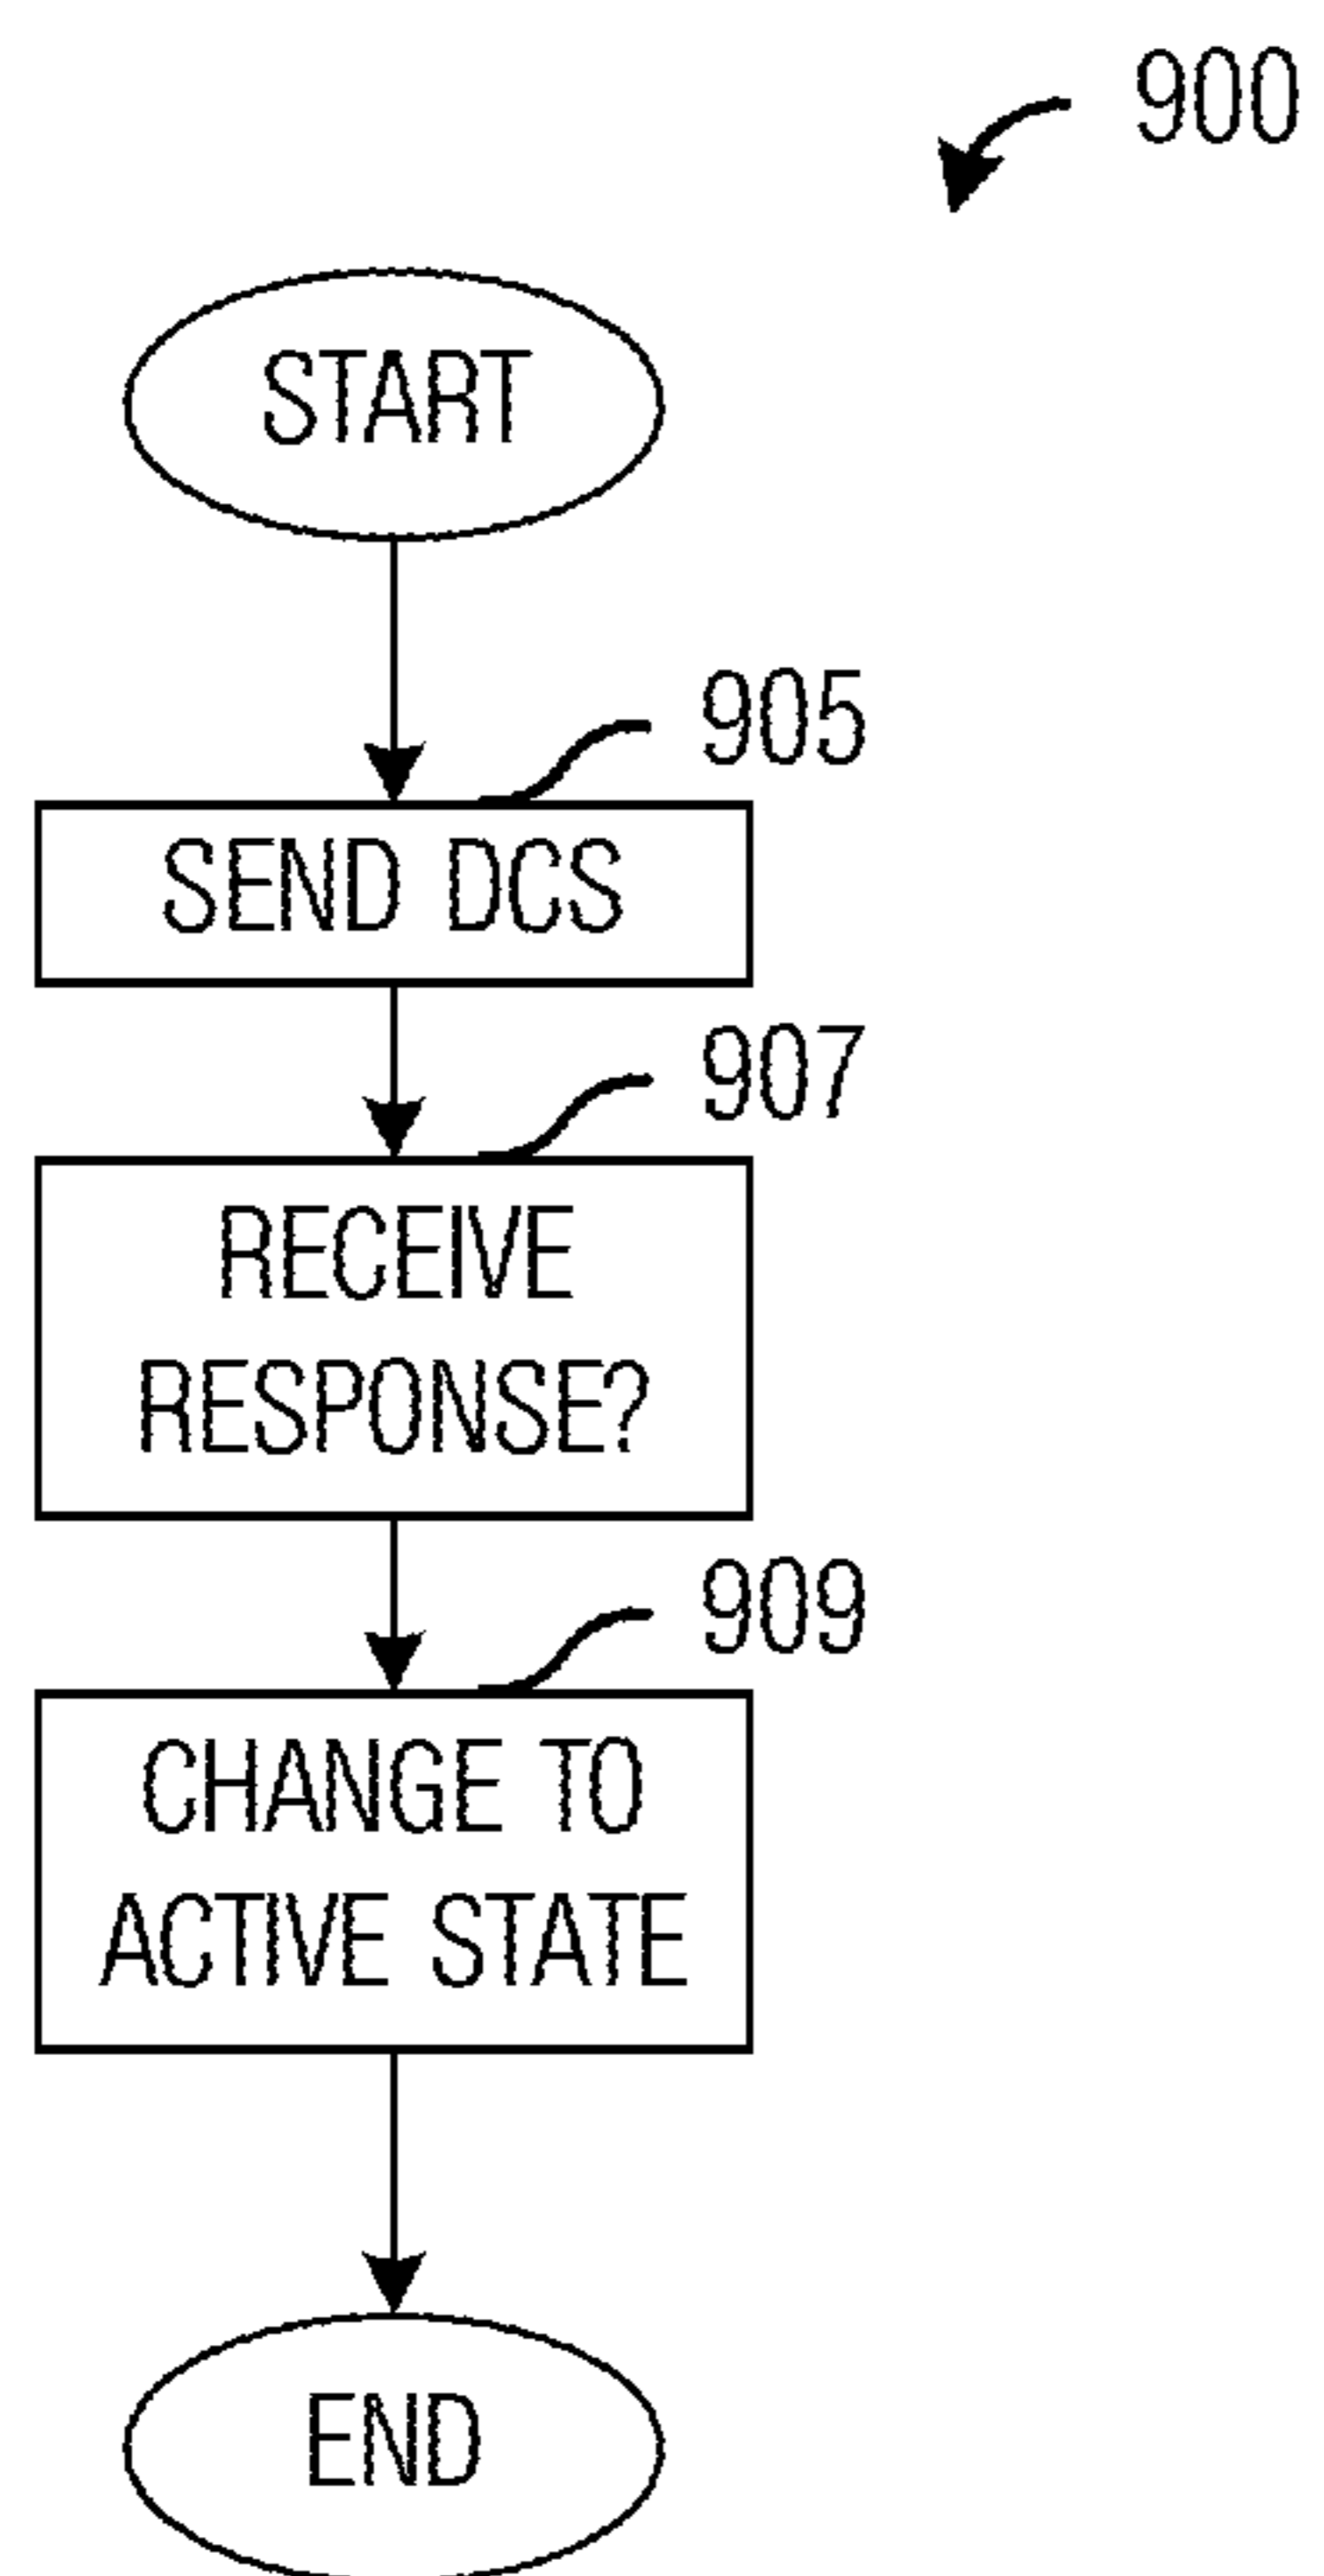 900
START
905
SEND DCS
907
RECEIVE
RESPONSE?
909
CHANGE TO
ACTIVE STATE
END